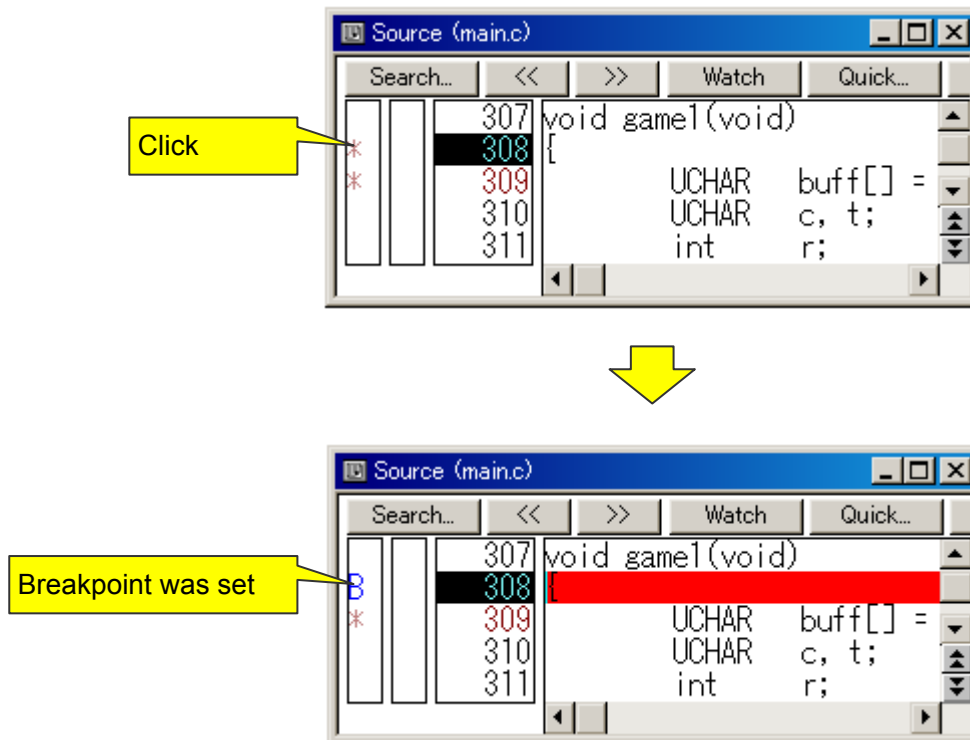 Source (main.c)
Search... << >> Watch Quick...
307 void game1(void)
Click
* 308 {
* 309 UCHAR buff[] =
310 UCHAR c, t;
311 int r;
Source (main.c)
Search... << >> Watch Quick...
307 void game1(void)
Breakpoint was set
B 308 {
* 309 UCHAR buff[] =
310 UCHAR c, t;
311 int r;